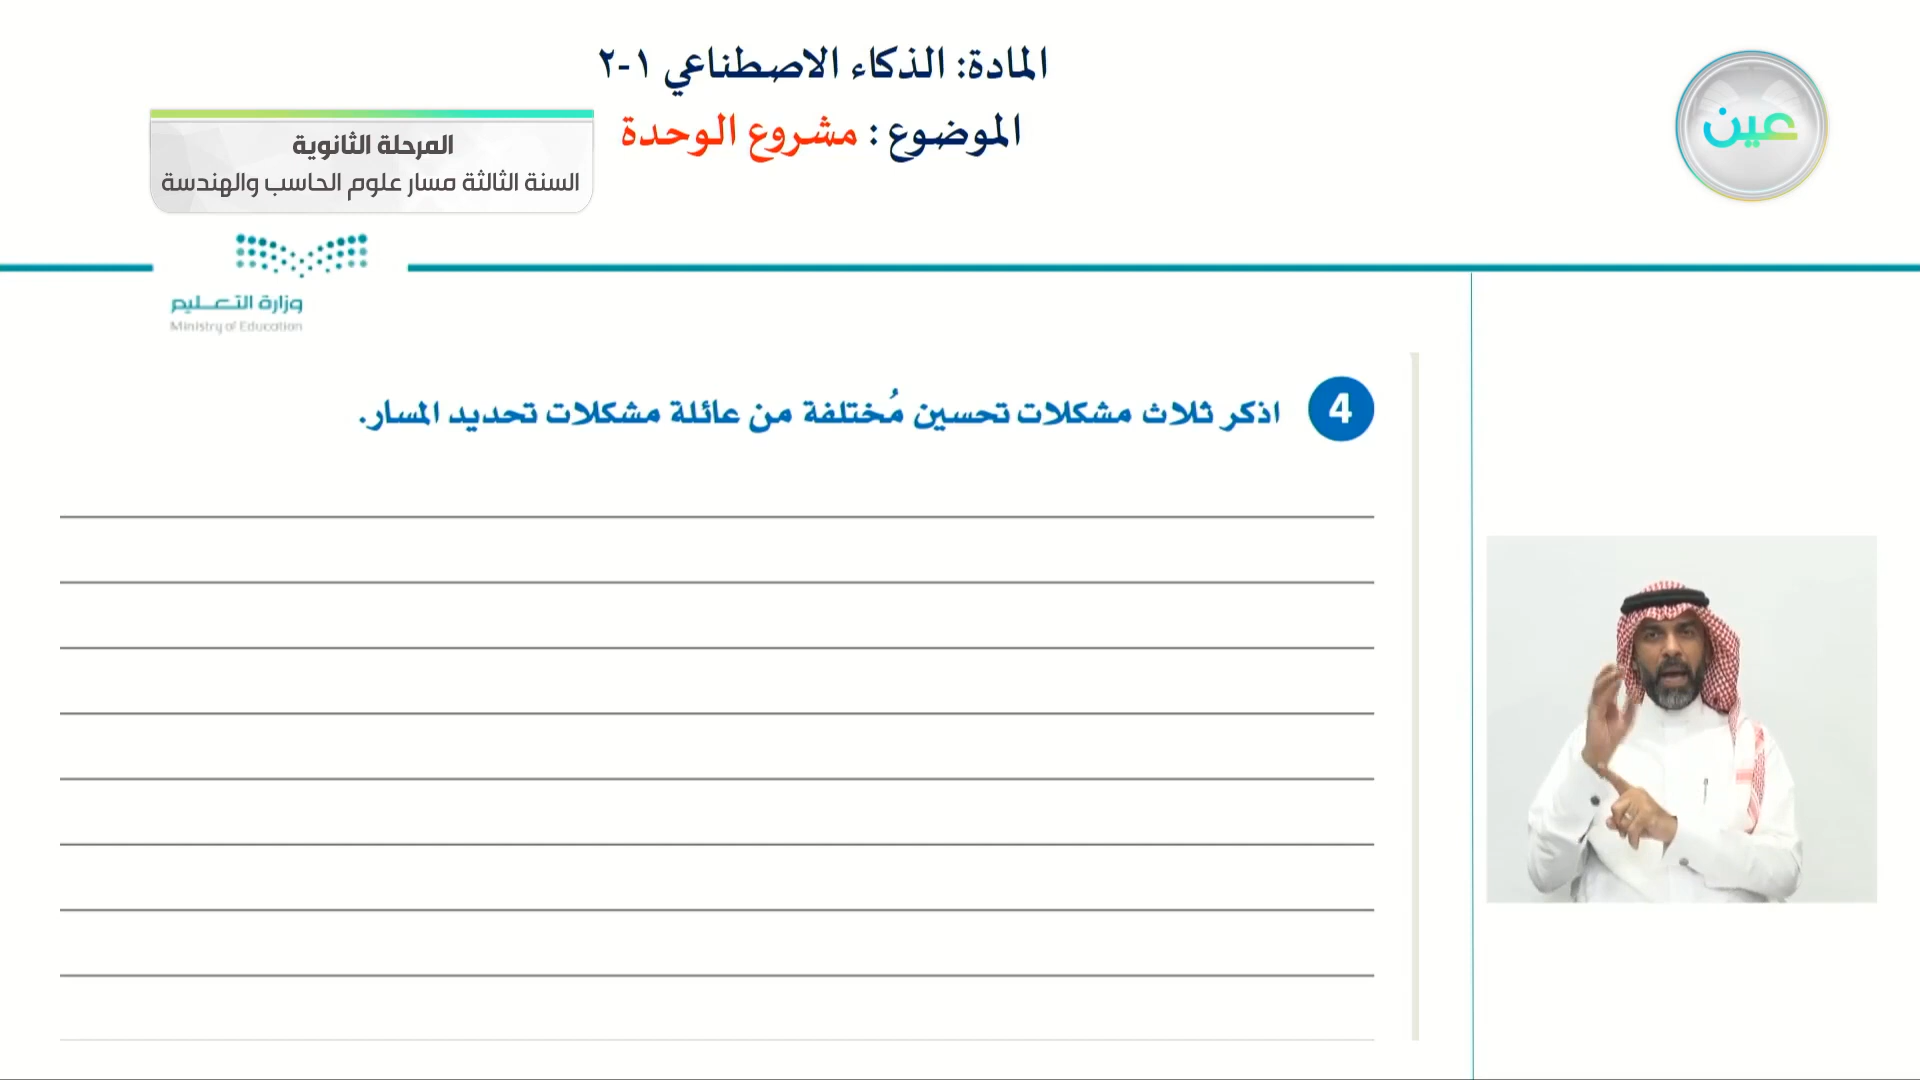 المادة: الذكاء الاصطناعي ١-٢
الموضوع : مشروع الوحدة
المرحلة الثانوية
السنة الثالثة مسار علوم الحاسب والهندسة
عين
وزارة التعليم
Ministry of Education
4 اذكر ثلاث مشكلات تحسين مُختلفة من عائلة مشكلات تحديد المسار.